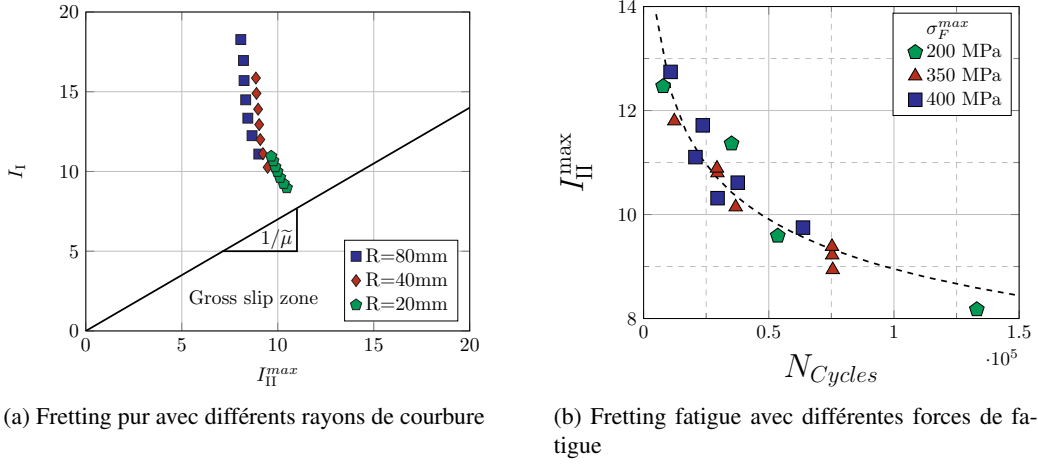 20
15
10
5
0
I_I
1/μ̃
Gross slip zone
R=80mm
R=40mm
R=20mm
0 5 10 15 20
I_II^max
14
12
10
8
I_II^max
σ_F^max
200 MPa
350 MPa
400 MPa
0 0.5 1 1.5
·10^5
N_Cycles
(a) Fretting pur avec différents rayons de courbure
(b) Fretting fatigue avec différentes forces de fa-
tigue